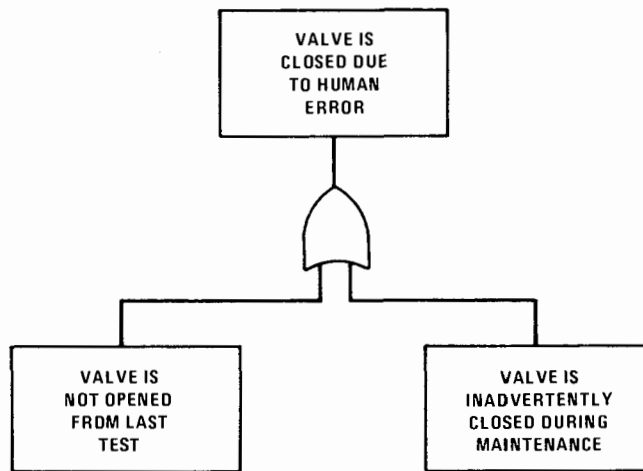 VALVE IS
CLOSED DUE
TO HUMAN
ERROR
VALVE IS
NOT OPENED
FROM LAST
TEST
VALVE IS
INADVERTENTLY
CLOSED DURING
MAINTENANCE